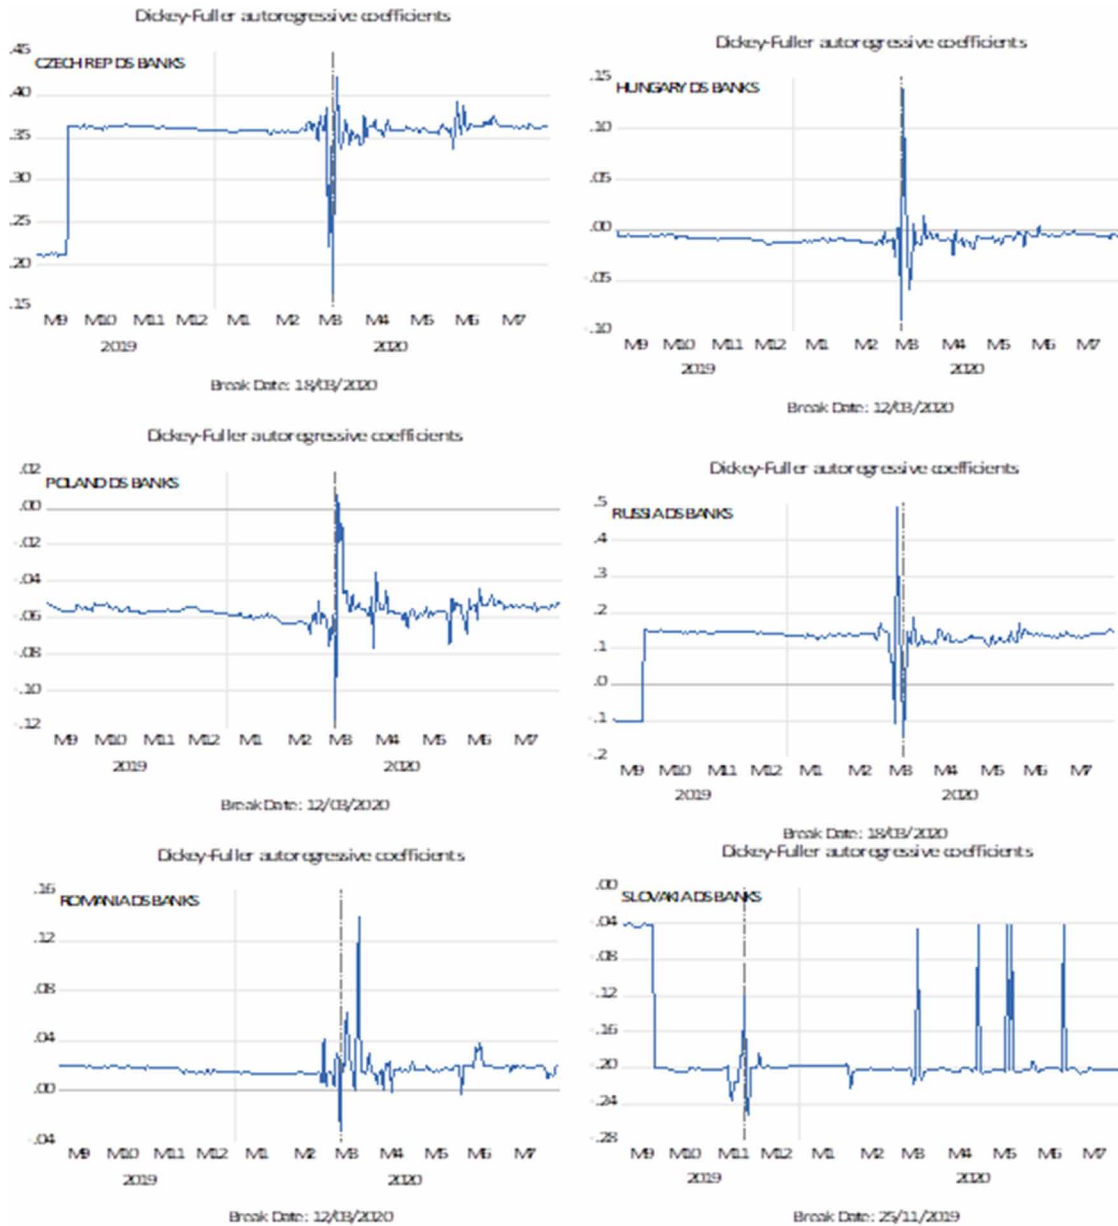 Dickey-Fuller autoregressive coefficients
CZECH REP DS BANKS
.45
.40
.35
.30
.25
.20
.15
M9 M10 M11 M12 M1 M2 M3 M4 M5 M6 M7
2019 2020
Break Date: 18/03/2020
Dickey-Fuller autoregressive coefficients
HUNGARY DS BANKS
.15
.10
.05
.00
-.05
-.10
M9 M10 M11 M12 M1 M2 M3 M4 M5 M6 M7
2019 2020
Break Date: 12/03/2020
Dickey-Fuller autoregressive coefficients
POLAND DS BANKS
.02
.00
-.02
-.04
-.06
-.08
-.10
-.12
M9 M10 M11 M12 M1 M2 M3 M4 M5 M6 M7
2019 2020
Break Date: 12/03/2020
Dickey-Fuller autoregressive coefficients
RUSSIA DS BANKS
.5
.4
.3
.2
.1
.0
-.1
-.2
M9 M10 M11 M12 M1 M2 M3 M4 M5 M6 M7
2019 2020
Break Date: 18/03/2020
Dickey-Fuller autoregressive coefficients
ROMANIA DS BANKS
.16
.12
.08
.04
.00
-.04
M9 M10 M11 M12 M1 M2 M3 M4 M5 M6 M7
2019 2020
Break Date: 12/03/2020
Dickey-Fuller autoregressive coefficients
SLOVAKIA DS BANKS
.00
-.04
-.08
-.12
-.16
-.20
-.24
-.28
M9 M10 M11 M12 M1 M2 M3 M4 M5 M6 M7
2019 2020
Break Date: 25/11/2019